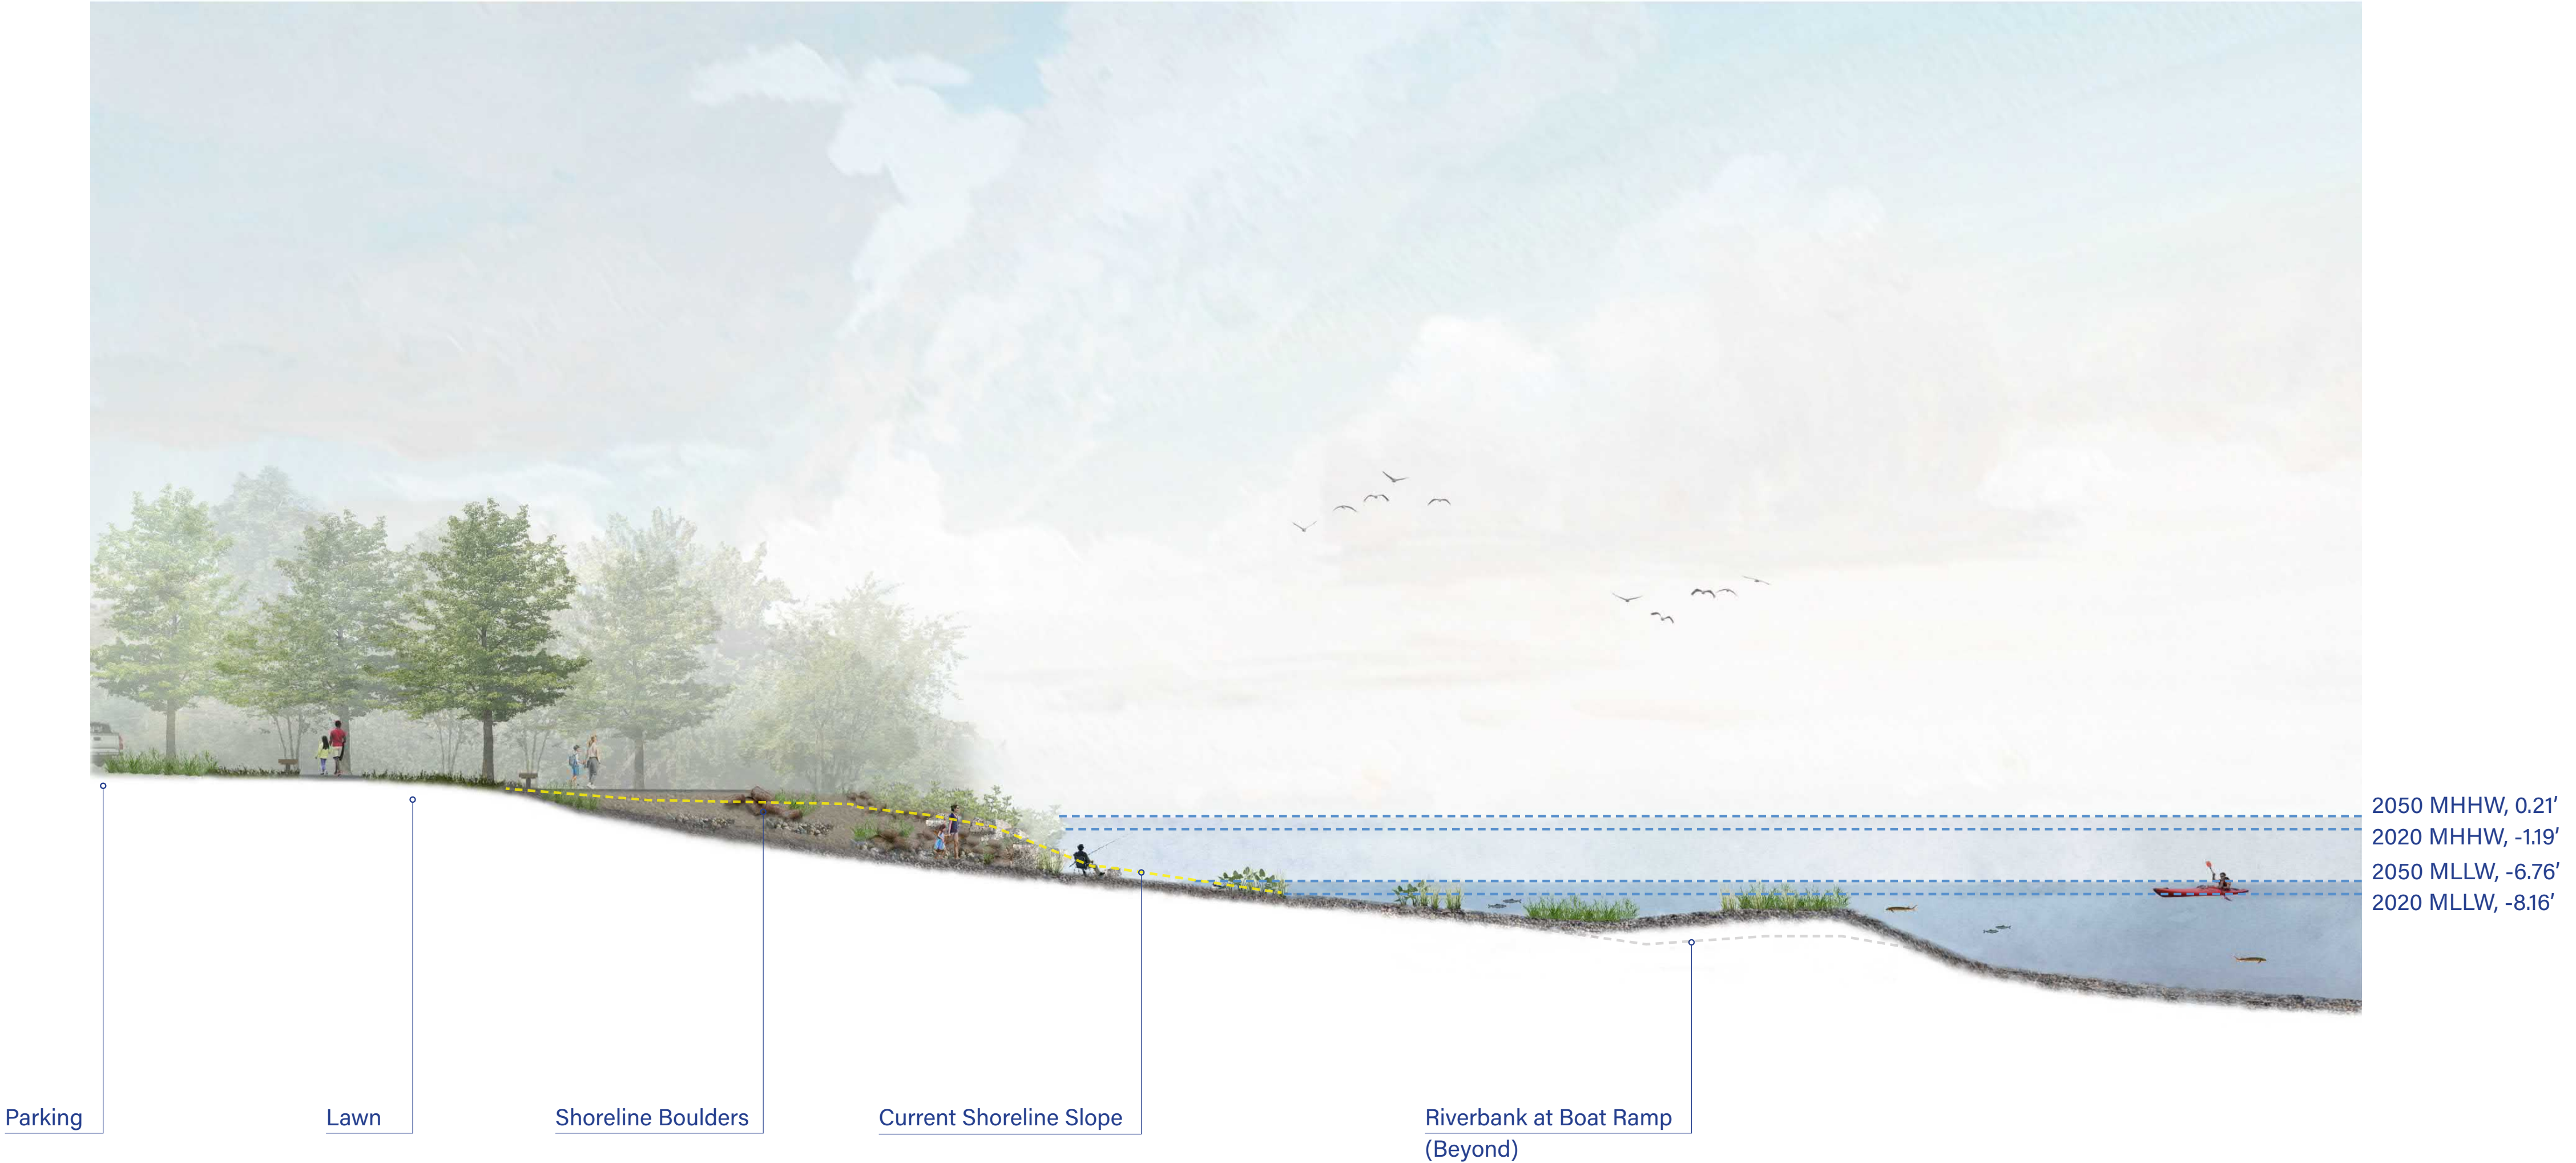 2050 MHHW, 0.21’
2020 MHHW, -1.19’
2050 MLLW, -6.76’
2020 MLLW, -8.16’
Parking
Lawn
Shoreline Boulders
Current Shoreline Slope
Riverbank at Boat Ramp
(Beyond)